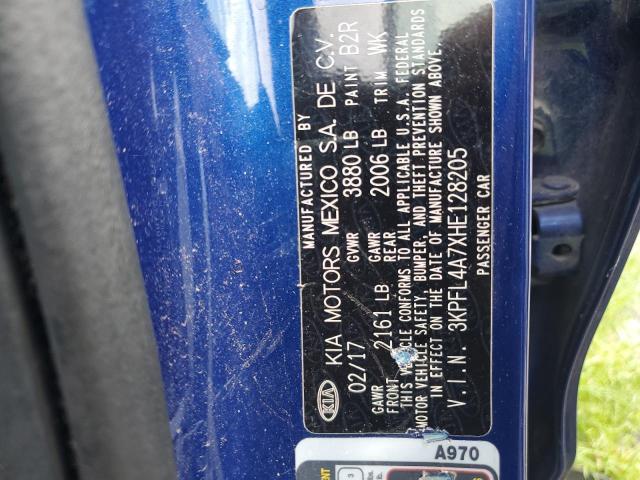 MANUFACTURED BY
KIA KIA MOTORS MEXICO S.A. DE C.V.
02/17 GVWR 3880 LB PAINT B2R
GAWR FRONT 2161 LB GAWR REAR 2006 LB TRIM WK
THIS VEHICLE CONFORMS TO ALL APPLICABLE U.S.A. FEDERAL
MOTOR VEHICLE SAFETY, BUMPER, AND THEFT PREVENTION STANDARDS
IN EFFECT ON THE DATE OF MANUFACTURE SHOWN ABOVE.
V.I.N. 3KPFL4A7XHE128205
PASSENGER CAR
A970